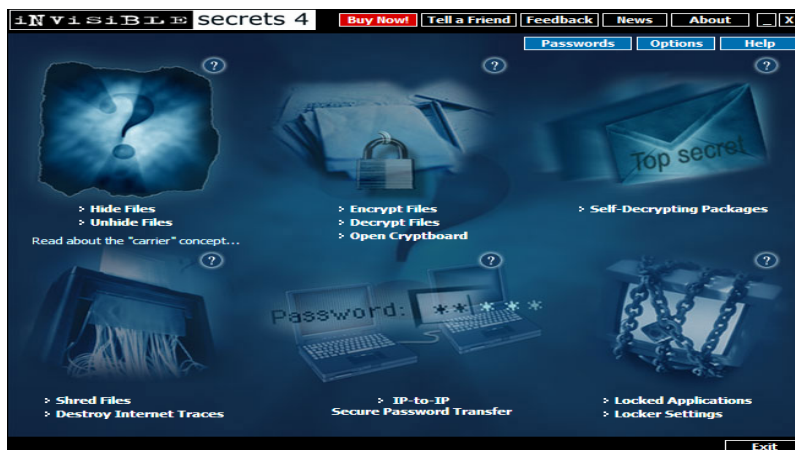 iNVisiBLE secrets 4
Buy Now! Tell a Friend Feedback News About _ X
Passwords Options Help
? ? ?
Top secret
> Hide Files
> Unhide Files
Read about the "carrier" concept...
> Encrypt Files
> Decrypt Files
> Open Cryptboard
> Self-Decrypting Packages
? ? ?
Password: *****
> Shred Files
> Destroy Internet Traces
> IP-to-IP
Secure Password Transfer
> Locked Applications
> Locker Settings
Exit